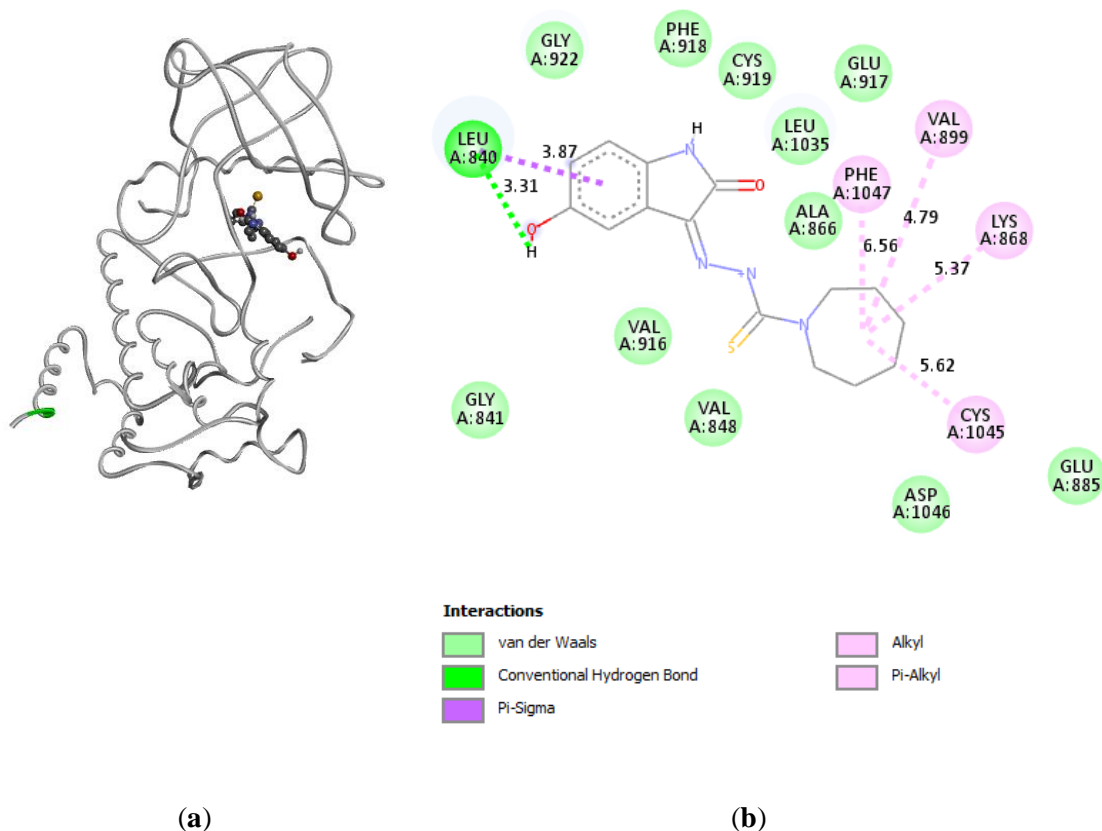 GLY
A:922
PHE
A:918
CYS
A:919
GLU
A:917
LEU
A:840
3.87
3.31
H
N
O
LEU
A:1035
VAL
A:899
PHE
A:1047
ALA
A:866
LYS
A:868
4.79
6.56
5.37
O
H
N
+N
N
S
VAL
A:916
5.62
GLY
A:841
VAL
A:848
CYS
A:1045
GLU
A:885
ASP
A:1046
Interactions
van der Waals
Conventional Hydrogen Bond
Pi-Sigma
Alkyl
Pi-Alkyl
(a)
(b)